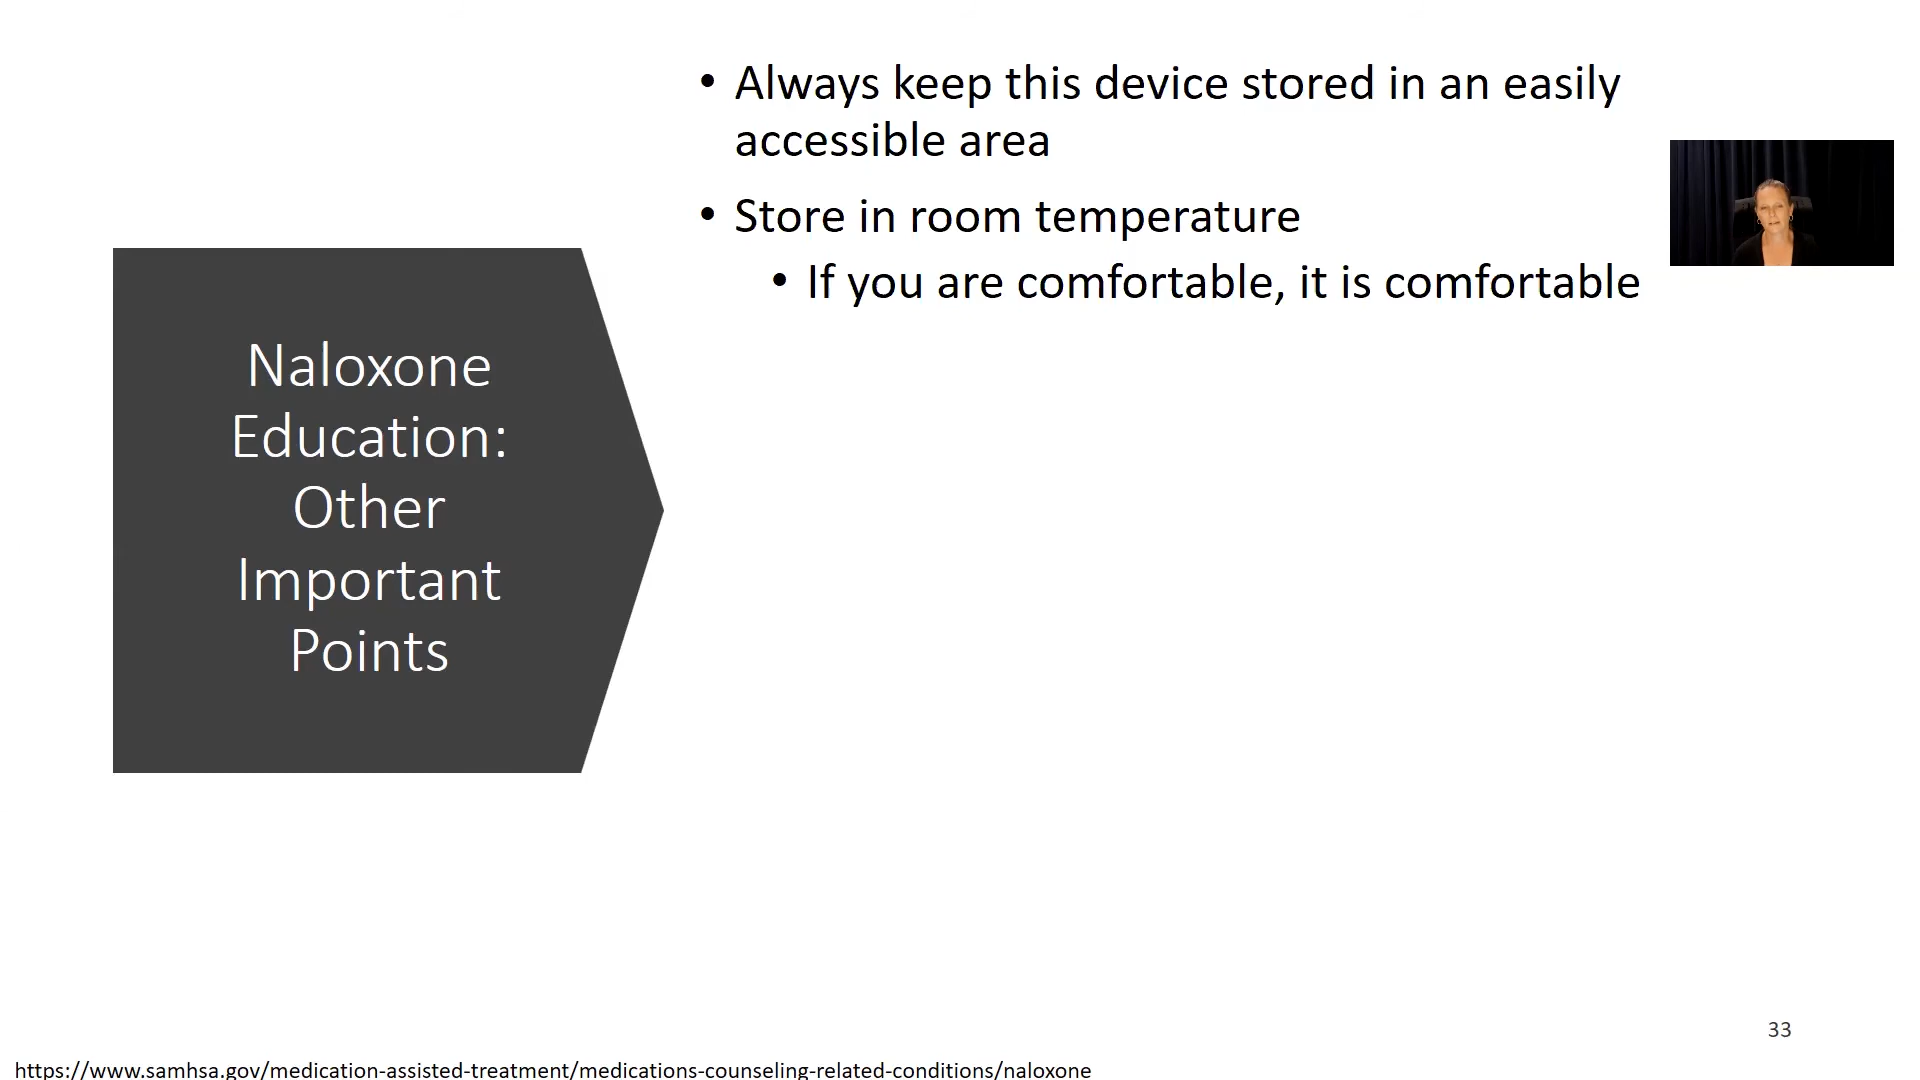 • Always keep this device stored in an easily
accessible area
• Store in room temperature
• If you are comfortable, it is comfortable
Naloxone
Education:
Other
Important
Points
33
https://www.samhsa.gov/medication-assisted-treatment/medications-counseling-related-conditions/naloxone